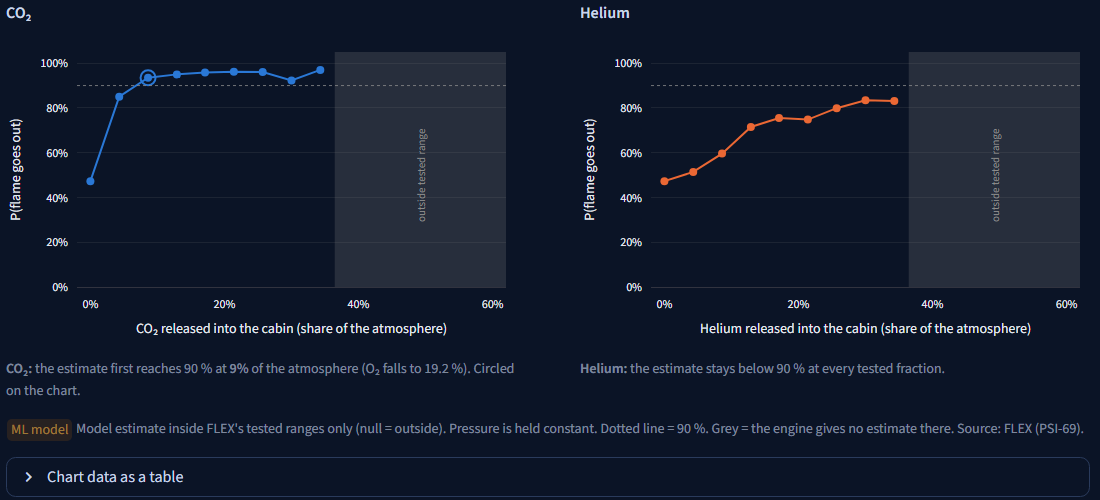 CO₂
Helium
100%
80%
60%
40%
20%
0%
P(flame goes out)
outside tested range
0%
20%
40%
60%
CO₂ released into the cabin (share of the atmosphere)
100%
80%
60%
40%
20%
0%
P(flame goes out)
outside tested range
0%
20%
40%
60%
Helium released into the cabin (share of the atmosphere)
CO₂: the estimate first reaches 90 % at 9% of the atmosphere (O₂ falls to 19.2 %). Circled
on the chart.
Helium: the estimate stays below 90 % at every tested fraction.
ML model Model estimate inside FLEX's tested ranges only (null = outside). Pressure is held constant. Dotted line = 90 %. Grey = the engine gives no estimate there. Source: FLEX (PSI-69).
Chart data as a table